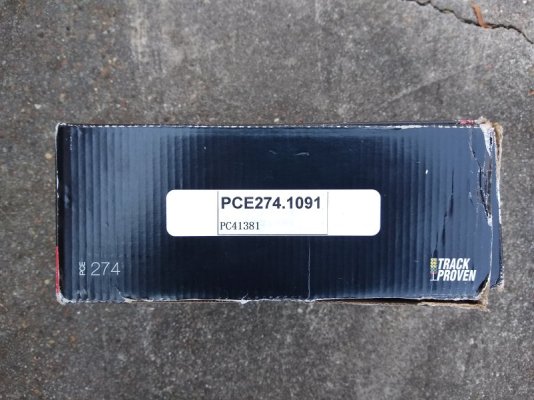 PCE274.1091
PC41381
PCE 274
TRACK
PROVEN